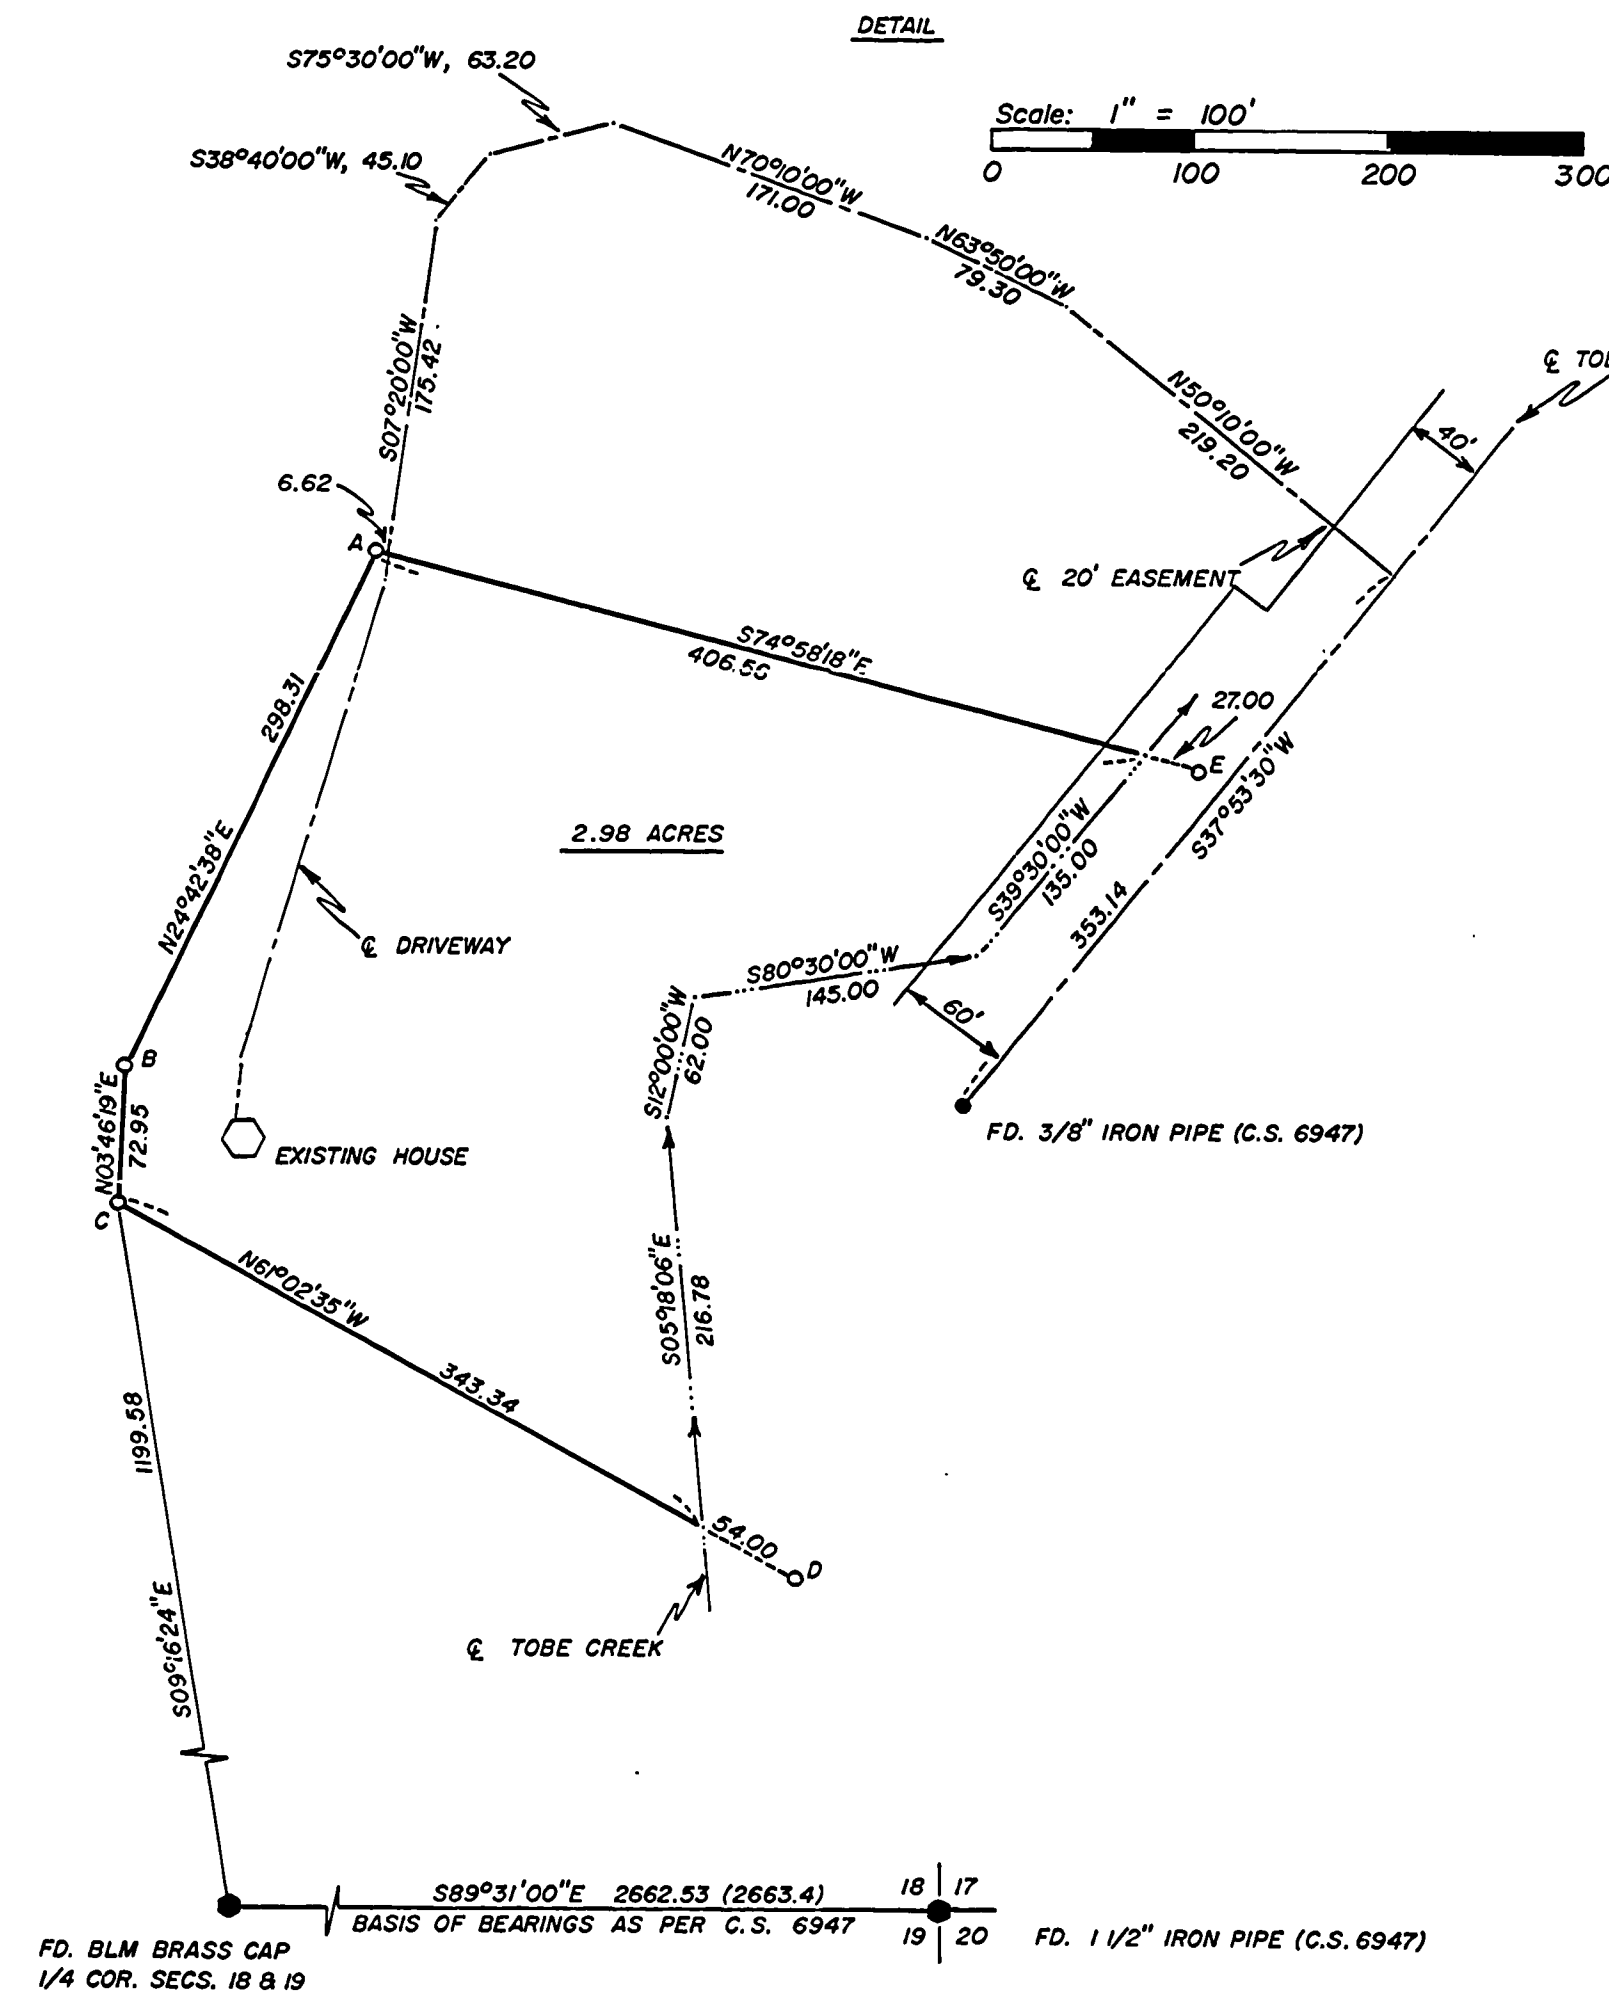 DETAIL
S75°30'00"W, 63.20
Scale: 1" = 100'
0 100 200 300
S38°40'00"W, 45.10
N70°10'00"W
171.00
N63°50'00"W
79.30
S07°20'00"W
175.42
N50°10'00"W
219.20
℄
40'
6.62
A
℄ 20' EASEMENT
S74°58'18"E
298.31
27.00
E
S37°53'30"W
353.14
2.98 ACRES
S39°30'00"W
135.00
N24°42'38"E
℄ DRIVEWAY
S80°30'00"W
145.00
60'
S12°00'00"W
62.00
B
FD. 3/8" IRON PIPE (C.S. 6947)
N03°46'19"E
72.95
EXISTING HOUSE
C
N61°02'35"W
343.34
S05°18'06"E
216.78
1199.58
S09°16'24"E
54.00
D
℄ TOBE CREEK
S89°31'00"E 2662.53 (2663.4)
BASIS OF BEARINGS AS PER C.S. 6947
18 17
19 20
FD. 1 1/2" IRON PIPE (C.S. 6947)
FD. BLM BRASS CAP
1/4 COR. SECS. 18 & 19